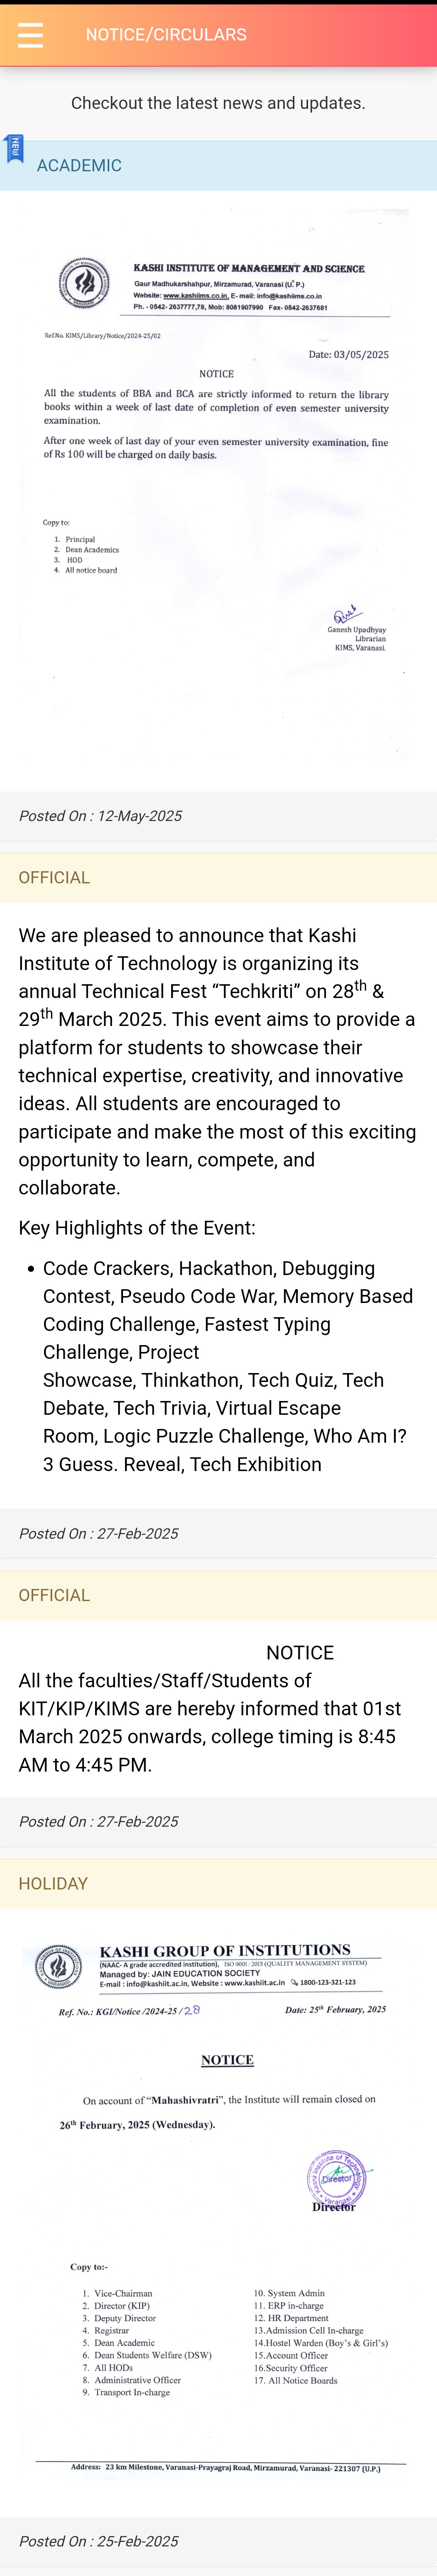 NOTICE/CIRCULARS
Checkout the latest news and updates.
NEW
ACADEMIC
KASHI INSTITUTE OF MANAGEMENT AND SCIENCE
Gaur Madhukarshahpur, Mirzamurad, Varanasi (U.P.)
Website: www.kashiims.co.in, E- mail: info@kashiims.co.in
Ph. - 0542- 2637777,78, Mob: 8081907990 Fax- 0542-2637681
Ref.No. KIMS/Library/Notice/2024-25/02
Date: 03/05/2025
NOTICE
All the students of BBA and BCA are strictly informed to return the library
books within a week of last date of completion of even semester university
examination.
After one week of last day of your even semester university examination, fine
of Rs 100 will be charged on daily basis.
Copy to:
1. Principal
2. Dean Academics
3. HOD
4. All notice board
Ganesh Upadhyay
Librarian
KIMS, Varanasi.
Posted On : 12-May-2025
OFFICIAL
We are pleased to announce that Kashi
Institute of Technology is organizing its
annual Technical Fest “Techkriti” on 28th &
29th March 2025. This event aims to provide a
platform for students to showcase their
technical expertise, creativity, and innovative
ideas. All students are encouraged to
participate and make the most of this exciting
opportunity to learn, compete, and
collaborate.
Key Highlights of the Event:
• Code Crackers, Hackathon, Debugging
Contest, Pseudo Code War, Memory Based
Coding Challenge, Fastest Typing
Challenge, Project
Showcase, Thinkathon, Tech Quiz, Tech
Debate, Tech Trivia, Virtual Escape
Room, Logic Puzzle Challenge, Who Am I?
3 Guess. Reveal, Tech Exhibition
Posted On : 27-Feb-2025
OFFICIAL
NOTICE
All the faculties/Staff/Students of
KIT/KIP/KIMS are hereby informed that 01st
March 2025 onwards, college timing is 8:45
AM to 4:45 PM.
Posted On : 27-Feb-2025
HOLIDAY
KASHI GROUP OF INSTITUTIONS
(NAAC- A grade accredited institution), ISO 9001 : 2015 (QUALITY MANAGEMENT SYSTEM)
Managed by: JAIN EDUCATION SOCIETY
E-mail : info@kashiit.ac.in, Website : www.kashiit.ac.in 1800-123-321-123
Ref. No.: KGI/Notice /2024-25 / 28 Date: 25th February, 2025
NOTICE
On account of “Mahashivratri”, the Institute will remain closed on
26th February, 2025 (Wednesday).
Kashi Institute of Technology
Director
Varanasi
Director
Copy to:-
1. Vice-Chairman
2. Director (KIP)
3. Deputy Director
4. Registrar
5. Dean Academic
6. Dean Students Welfare (DSW)
7. All HODs
8. Administrative Officer
9. Transport In-charge
10. System Admin
11. ERP in-charge
12. HR Department
13.Admission Cell In-charge
14.Hostel Warden (Boy's & Girl's)
15.Account Officer
16.Security Officer
17. All Notice Boards
Address: 23 km Milestone, Varanasi-Prayagraj Road, Mirzamurad, Varanasi- 221307 (U.P.)
Posted On : 25-Feb-2025